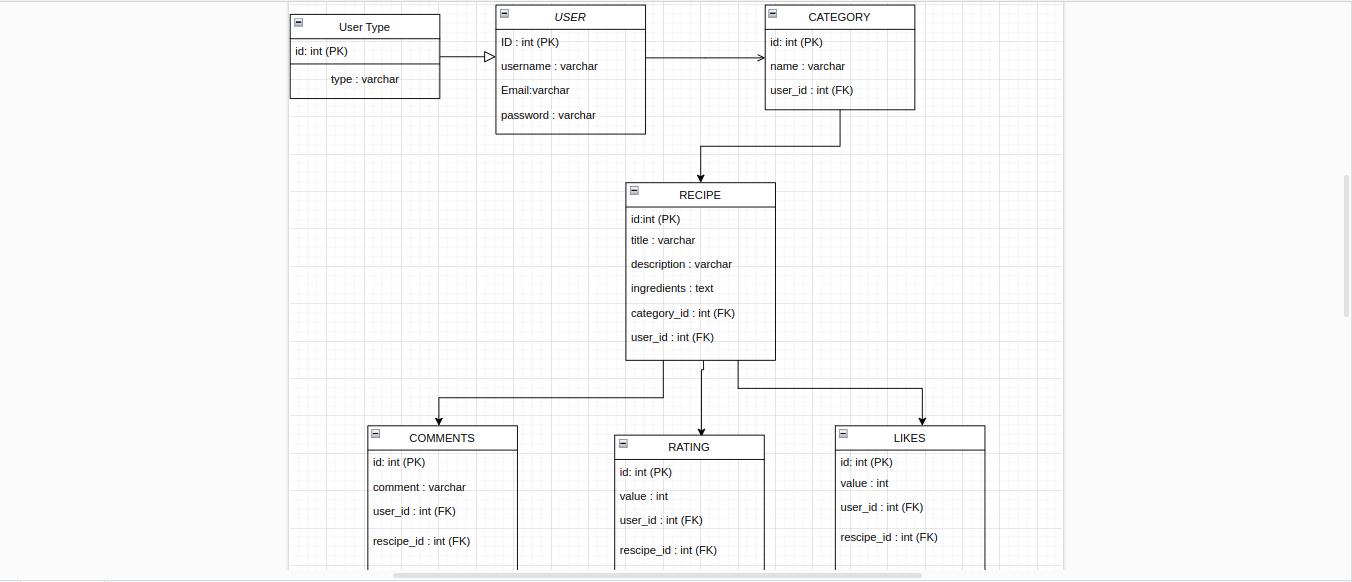 User Type
id: int (PK)
type : varchar
USER
ID : int (PK)
username : varchar
Email:varchar
password : varchar
CATEGORY
id: int (PK)
name : varchar
user_id : int (FK)
RECIPE
id:int (PK)
title : varchar
description : varchar
ingredients : text
category_id : int (FK)
user_id : int (FK)
COMMENTS
id: int (PK)
comment : varchar
user_id : int (FK)
rescipe_id : int (FK)
RATING
id: int (PK)
value : int
user_id : int (FK)
rescipe_id : int (FK)
LIKES
id: int (PK)
value : int
user_id : int (FK)
rescipe_id : int (FK)